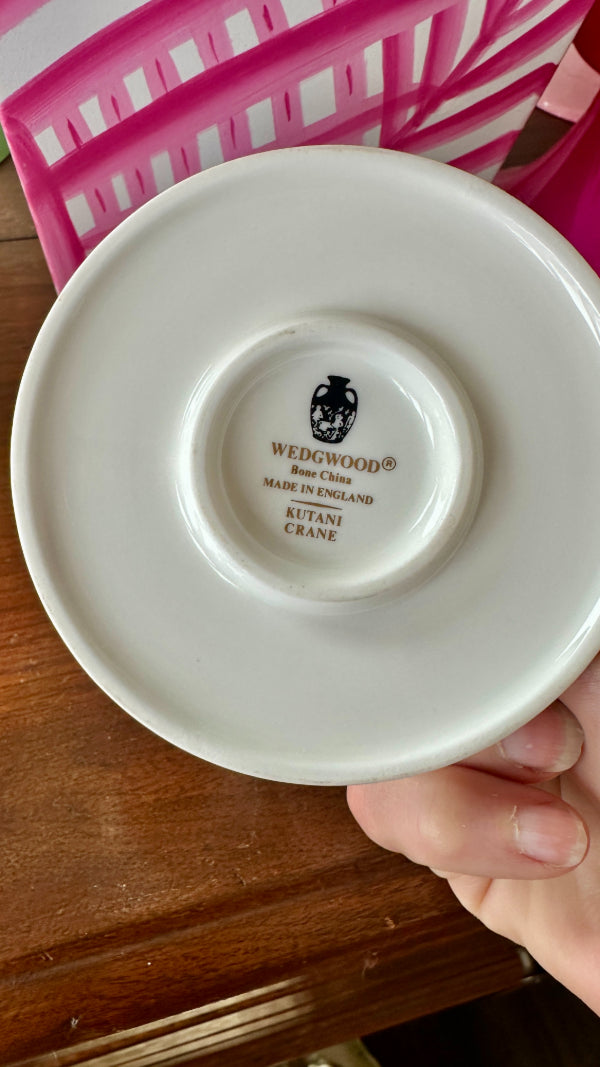 WEDGWOOD®
Bone China
MADE IN ENGLAND
KUTANI
CRANE